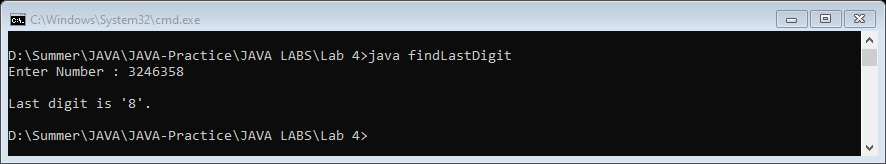 C:\Windows\System32\cmd.exe
D:\Summer\JAVA\JAVA-Practice\JAVA LABS\Lab 4>java findLastDigit
Enter Number : 3246358
Last digit is '8'.
D:\Summer\JAVA\JAVA-Practice\JAVA LABS\Lab 4>